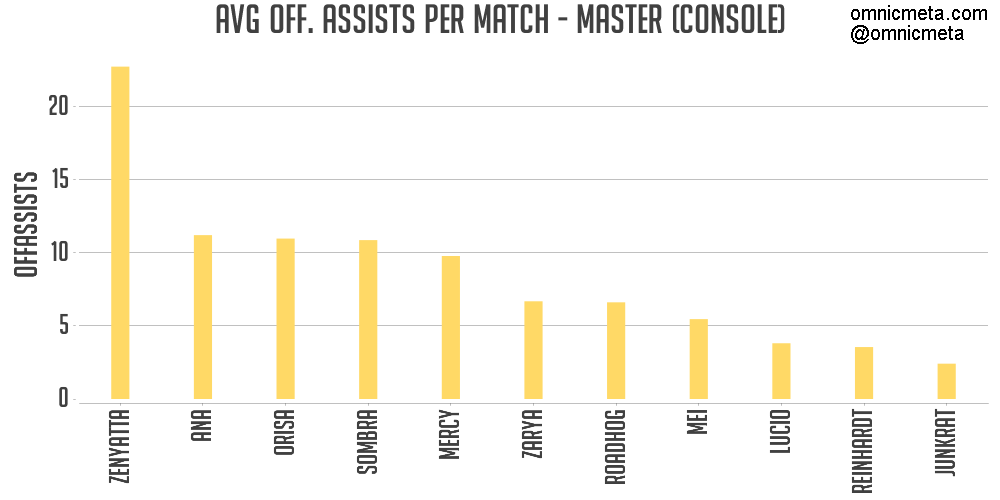 AVG OFF. ASSISTS PER MATCH - MASTER (CONSOLE)
omnicmeta.com
@omnicmeta
OFFASSISTS
20
15
10
5
0
ZENYATTA
ANA
ORISA
SOMBRA
MERCY
ZARYA
ROADHOG
MEI
LUCIO
REINHARDT
JUNKRAT